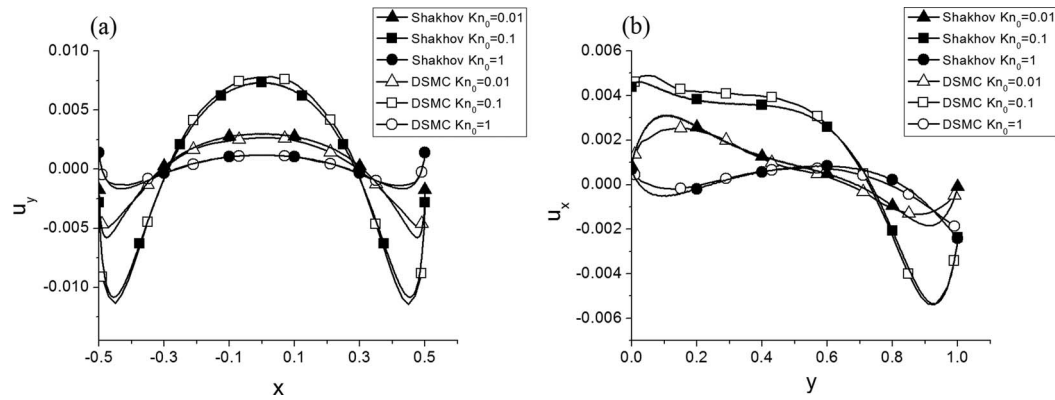 (a)
Shakhov Kn0=0.01
Shakhov Kn0=0.1
Shakhov Kn0=1
DSMC Kn0=0.01
DSMC Kn0=0.1
DSMC Kn0=1
0.010
0.005
0.000
-0.005
-0.010
uy
-0.5 -0.3 -0.1 0.1 0.3 0.5
x
(b)
Shakhov Kn0=0.01
Shakhov Kn0=0.1
Shakhov Kn0=1
DSMC Kn0=0.01
DSMC Kn0=0.1
DSMC Kn0=1
0.006
0.004
0.002
0.000
-0.002
-0.004
-0.006
ux
0.0 0.2 0.4 0.6 0.8 1.0
y